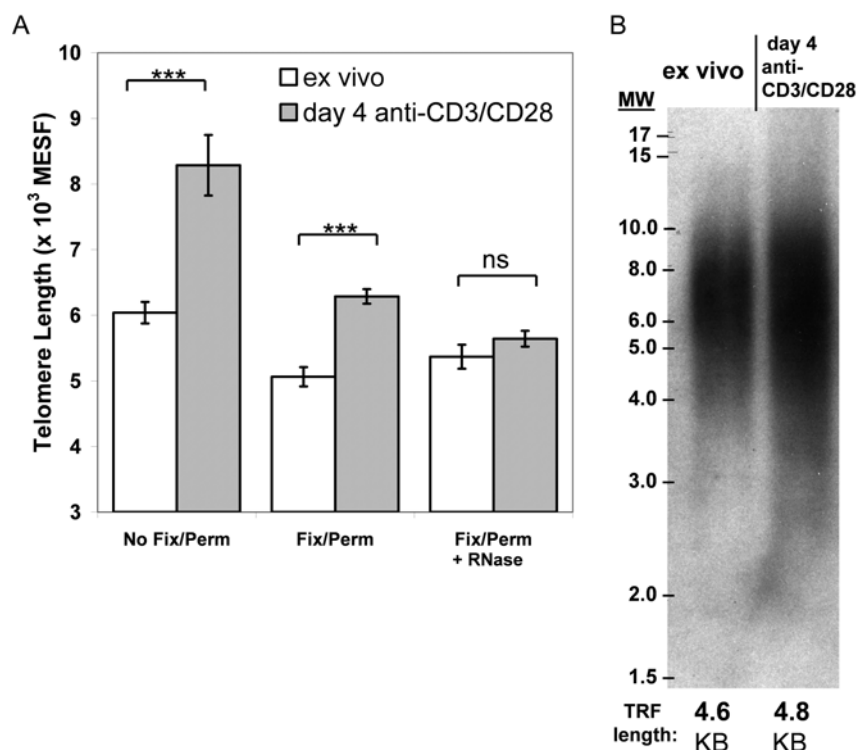 A
Telomere Length (x 10³ MESF)
10
9
8
7
6
5
4
3
***
***
ns
ex vivo
day 4 anti-CD3/CD28
No Fix/Perm
Fix/Perm
Fix/Perm
+ RNase
B
ex vivo
day 4
anti-
CD3/CD28
MW
17
15
10.0
8.0
6.0
5.0
4.0
3.0
2.0
1.5
TRF
length:
4.6
KB
4.8
KB